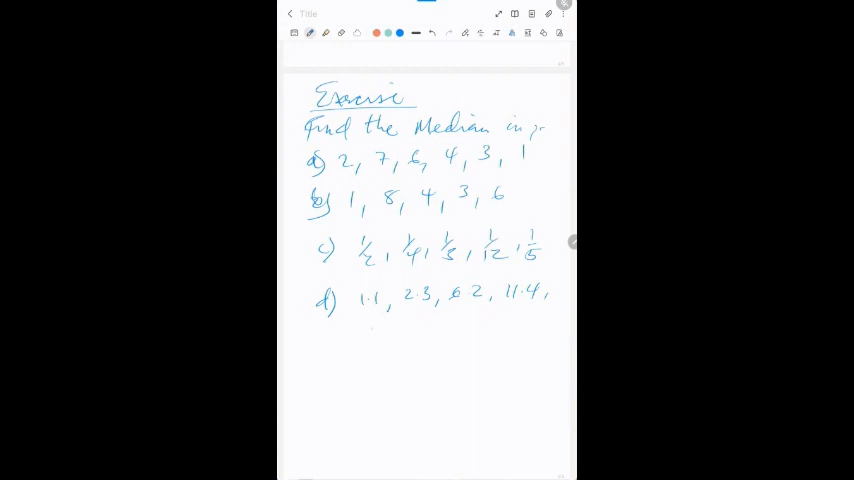 Title
Exercise
Find the Median in
a) 2, 7, 6, 4, 3, 1
b) 1, 8, 4, 3, 6
c) 1/2, 1/4, 1/3, 1/12, 1/5
d) 1.1, 2.3, 6.2, 11.4,